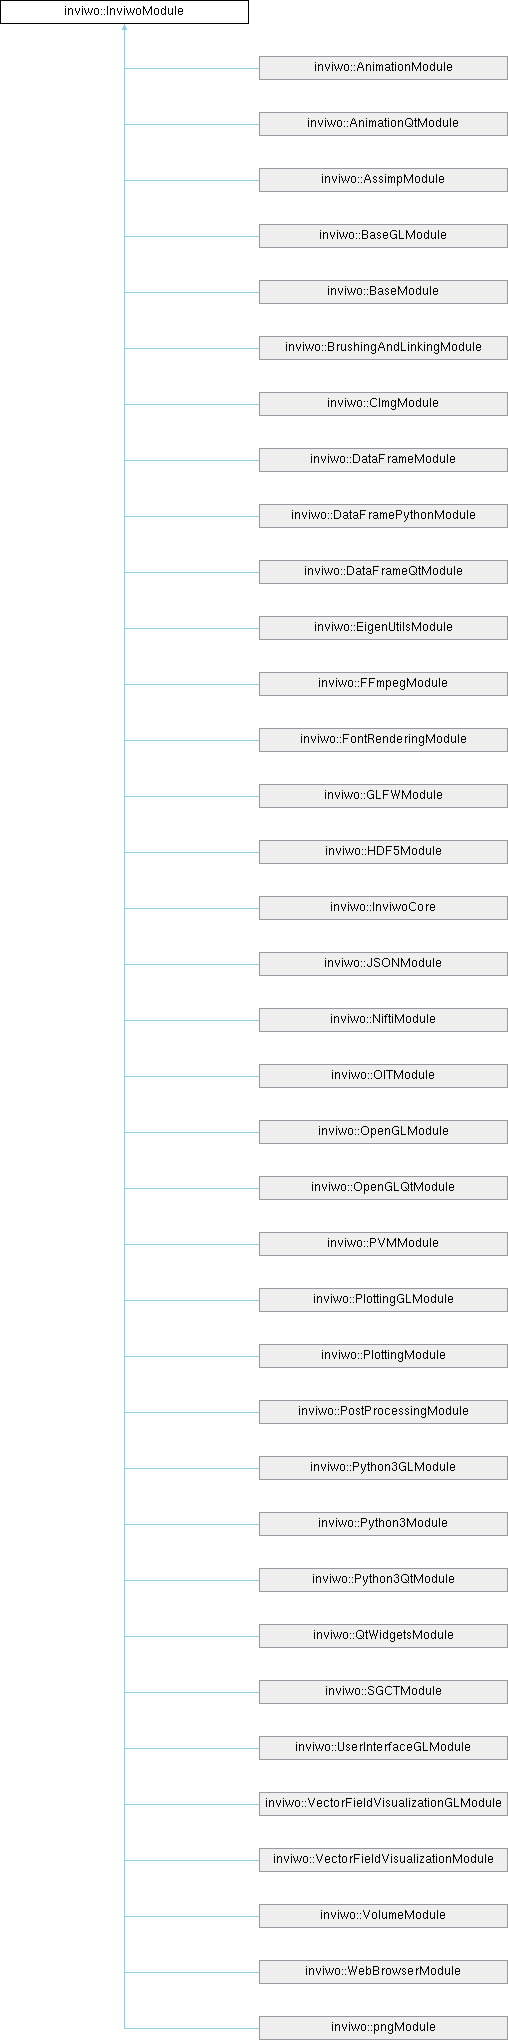 inviwo::InviwoModule
inviwo::AnimationModule
inviwo::AnimationQtModule
inviwo::AssimpModule
inviwo::BaseGLModule
inviwo::BaseModule
inviwo::BrushingAndLinkingModule
inviwo::CImgModule
inviwo::DataFrameModule
inviwo::DataFramePythonModule
inviwo::DataFrameQtModule
inviwo::EigenUtilsModule
inviwo::FFmpegModule
inviwo::FontRenderingModule
inviwo::GLFWModule
inviwo::HDF5Module
inviwo::InviwoCore
inviwo::JSONModule
inviwo::NiftiModule
inviwo::OITModule
inviwo::OpenGLModule
inviwo::OpenGLQtModule
inviwo::PVMModule
inviwo::PlottingGLModule
inviwo::PlottingModule
inviwo::PostProcessingModule
inviwo::Python3GLModule
inviwo::Python3Module
inviwo::Python3QtModule
inviwo::QtWidgetsModule
inviwo::SGCTModule
inviwo::UserInterfaceGLModule
inviwo::VectorFieldVisualizationGLModule
inviwo::VectorFieldVisualizationModule
inviwo::VolumeModule
inviwo::WebBrowserModule
inviwo::pngModule